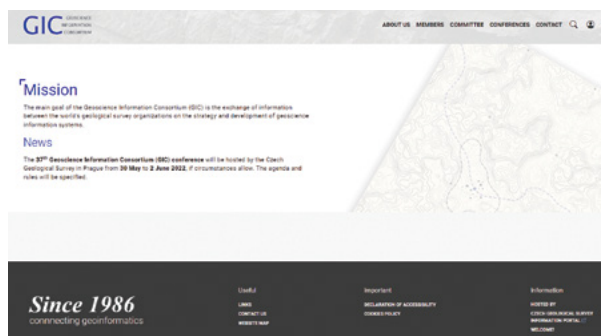 GIC GEOSCIENCE
INFORMATION
CONSORTIUM
ABOUT US MEMBERS COMMITTEE CONFERENCES CONTACT
Mission
The main goal of the Geoscience Information Consortium (GIC) is the exchange of information
between the world's geological survey organizations on the strategy and development of geoscience
information systems.
News
The 37th Geoscience Information Consortium (GIC) conference will be hosted by the Czech
Geological Survey in Prague from 30 May to 2 June 2022, if circumstances allow. The agenda and
rules will be specified.
Since 1986
connnecting geoinformatics
Useful
LINKS
CONTACT US
WEBSITE MAP
Important
DECLARATION OF ACCESSIBILITY
COOKIES POLICY
Information
HOSTED BY
CZECH GEOLOGICAL SURVEY
INFORMATION PORTAL
WELCOME!